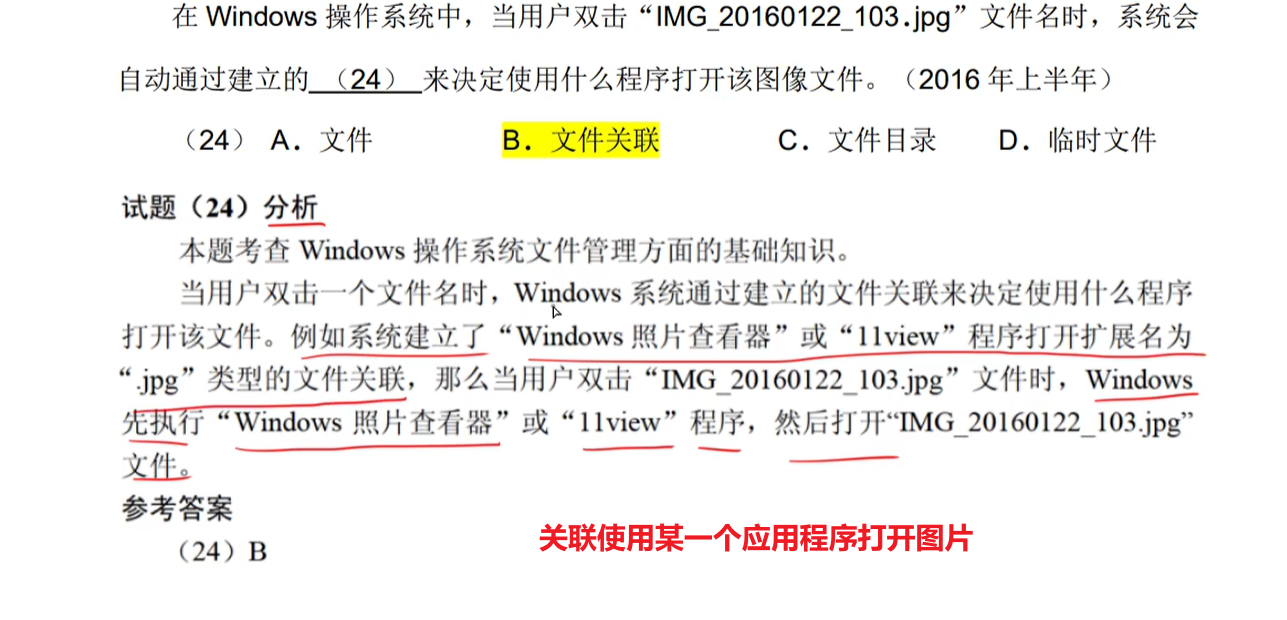 在 Windows 操作系统中，当用户双击“IMG_20160122_103.jpg”文件名时，系统会
自动通过建立的 （24） 来决定使用什么程序打开该图像文件。（2016 年上半年）
（24） A．文件 B．文件关联 C．文件目录 D．临时文件
试题（24）分析
本题考查 Windows 操作系统文件管理方面的基础知识。
当用户双击一个文件名时，Windows 系统通过建立的文件关联来决定使用什么程序
打开该文件。例如系统建立了“Windows 照片查看器”或“11view”程序打开扩展名为
“.jpg”类型的文件关联，那么当用户双击“IMG_20160122_103.jpg”文件时，Windows
先执行“Windows 照片查看器”或“11view”程序，然后打开“IMG_20160122_103.jpg”
文件。
参考答案
（24）B
关联使用某一个应用程序打开图片